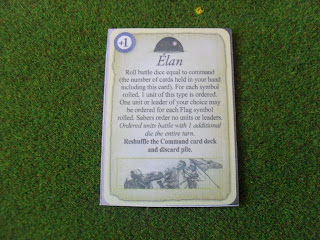 +1
Élan
Roll battle dice equal to command
(the number of cards held in your hand
including this card). For each symbol
rolled, 1 unit of this type is ordered.
One unit or leader of your choice may
be ordered for each Flag symbol
rolled. Sabers order no units or leaders.
Ordered units battle with 1 additional
die the entire turn.
Reshuffle the Command card deck
and discard pile.